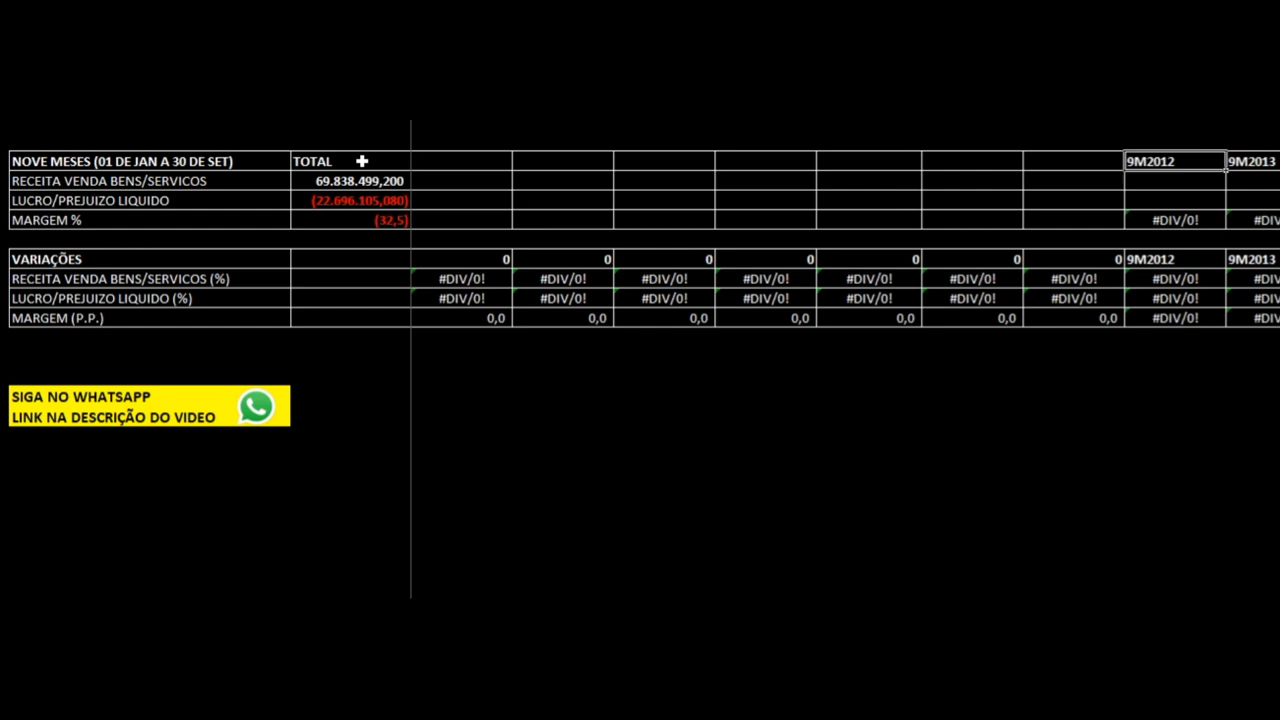 NOVE MESES (01 DE JAN A 30 DE SET) TOTAL 9M2012 9M2013
RECEITA VENDA BENS/SERVICOS 69.838.499,200
LUCRO/PREJUIZO LIQUIDO (22.696.105,080)
MARGEM % (32,5) #DIV/0! #DIV
VARIAÇÕES 0 0 0 0 0 0 0 9M2012 9M2013
RECEITA VENDA BENS/SERVICOS (%) #DIV/0! #DIV/0! #DIV/0! #DIV/0! #DIV/0! #DIV/0! #DIV/0! #DIV/0! #DIV
LUCRO/PREJUIZO LIQUIDO (%) #DIV/0! #DIV/0! #DIV/0! #DIV/0! #DIV/0! #DIV/0! #DIV/0! #DIV/0! #DIV
MARGEM (P.P.) 0,0 0,0 0,0 0,0 0,0 0,0 0,0 #DIV/0! #DIV
SIGA NO WHATSAPP
LINK NA DESCRIÇÃO DO VIDEO